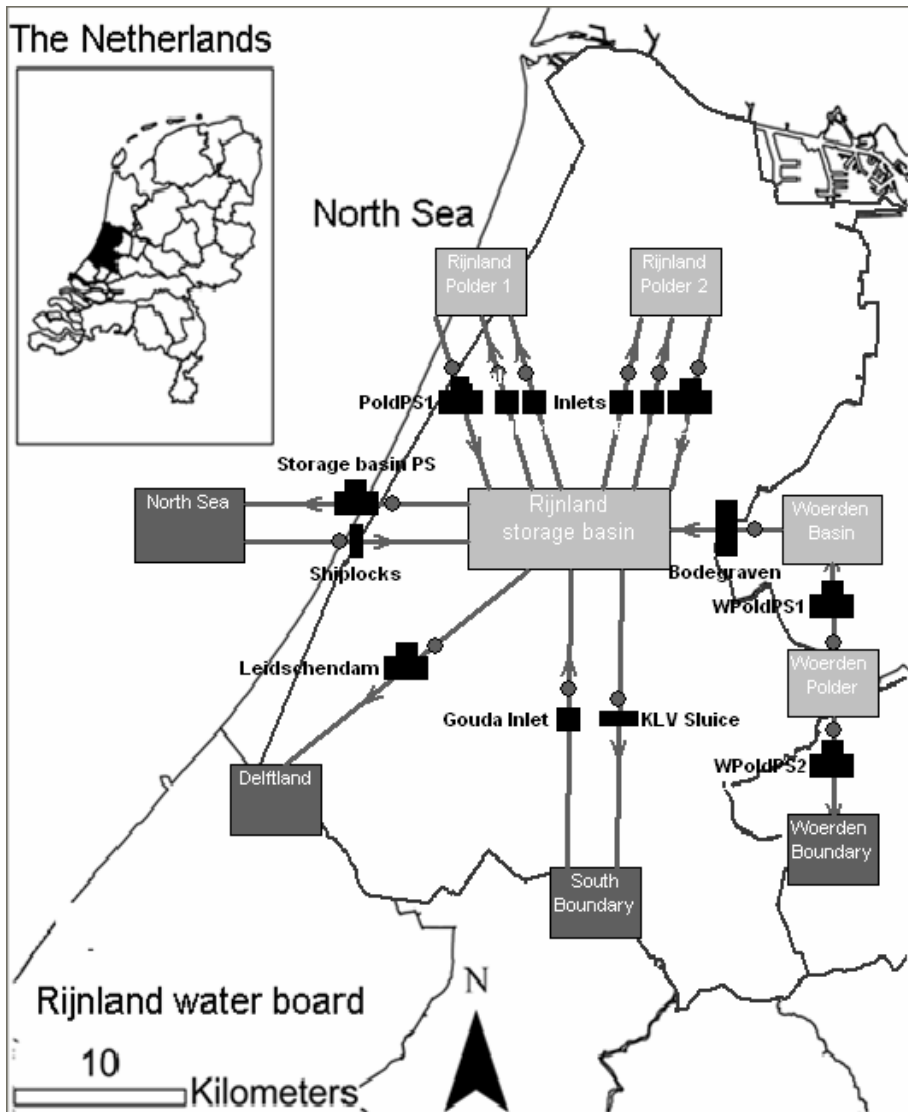 The Netherlands
North Sea
Rijnland
Polder 1
Rijnland
Polder 2
PoldPS1
Inlets
Storage basin PS
North Sea
Rijnland
storage basin
Woerden
Basin
Shiplocks
Bodegraven
WPoldPS1
Leidschendam
Woerden
Polder
Gouda Inlet
KLV Sluice
WPoldPS2
Delftland
Woerden
Boundary
South
Boundary
N
Rijnland water board
10
Kilometers